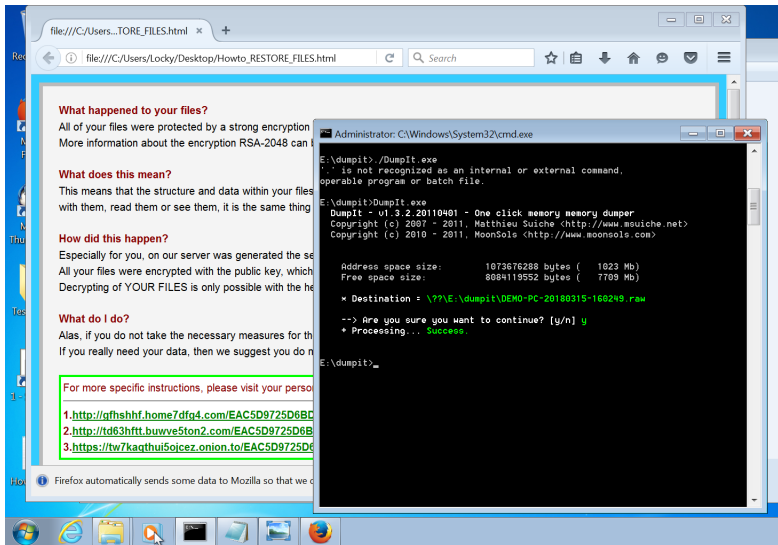 file:///C:/Users...TORE_FILES.html × +
file:///C:/Users/Locky/Desktop/Howto_RESTORE_FILES.html
Search
What happened to your files?
All of your files were protected by a strong encryption
More information about the encryption RSA-2048 can
What does this mean?
This means that the structure and data within your files
with them, read them or see them, it is the same thing
How did this happen?
Especially for you, on our server was generated the se
All your files were encrypted with the public key, which
Decrypting of YOUR FILES is only possible with the he
What do I do?
Alas, if you do not take the necessary measures for th
If you really need your data, then we suggest you do n
For more specific instructions, please visit your perso
1.http://gfhshhf.home7dfg4.com/EAC5D9725D6BD
2.http://td63hftt.buwve5ton2.com/EAC5D9725D6B
3.https://tw7kaqthui5ojcez.onion.to/EAC5D9725D6
Firefox automatically sends some data to Mozilla so that we c
Administrator: C:\Windows\System32\cmd.exe
E:\dumpit>./DumpIt.exe
'.' is not recognized as an internal or external command,
operable program or batch file.
E:\dumpit>DumpIt.exe
DumpIt - v1.3.2.20110401 - One click memory memory dumper
Copyright (c) 2007 - 2011, Matthieu Suiche <http://www.msuiche.net>
Copyright (c) 2010 - 2011, MoonSols <http://www.moonsols.com>
Address space size: 1073676288 bytes ( 1023 Mb)
Free space size: 8084119552 bytes ( 7709 Mb)
* Destination = \??\E:\dumpit\DEMO-PC-20180315-160249.raw
--> Are you sure you want to continue? [y/n] y
+ Processing... Success.
E:\dumpit>_
Rec
Thu
Tes
1 -
How